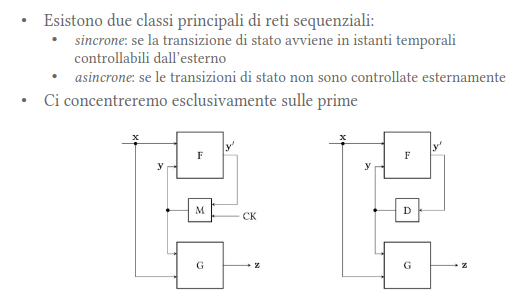 • Esistono due classi principali di reti sequenziali:
• sincrone: se la transizione di stato avviene in istanti temporali
controllabili dall'esterno
• asincrone: se le transizioni di stato non sono controllate esternamente
• Ci concentreremo esclusivamente sulle prime
x
F
y'
y
M
CK
G
z
x
F
y'
y
D
G
z